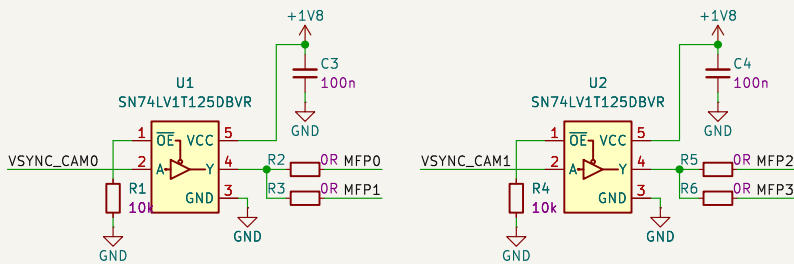 +1V8
C3
100n
GND
U1
SN74LV1T125DBVR
1
OE
VCC
5
VSYNC_CAM0
2
A
Y
4
R2
0R
MFP0
R3
0R
MFP1
GND
3
R1
10k
GND
GND
+1V8
C4
100n
GND
U2
SN74LV1T125DBVR
1
OE
VCC
5
VSYNC_CAM1
2
A
Y
4
R5
0R
MFP2
R6
0R
MFP3
GND
3
R4
10k
GND
GND